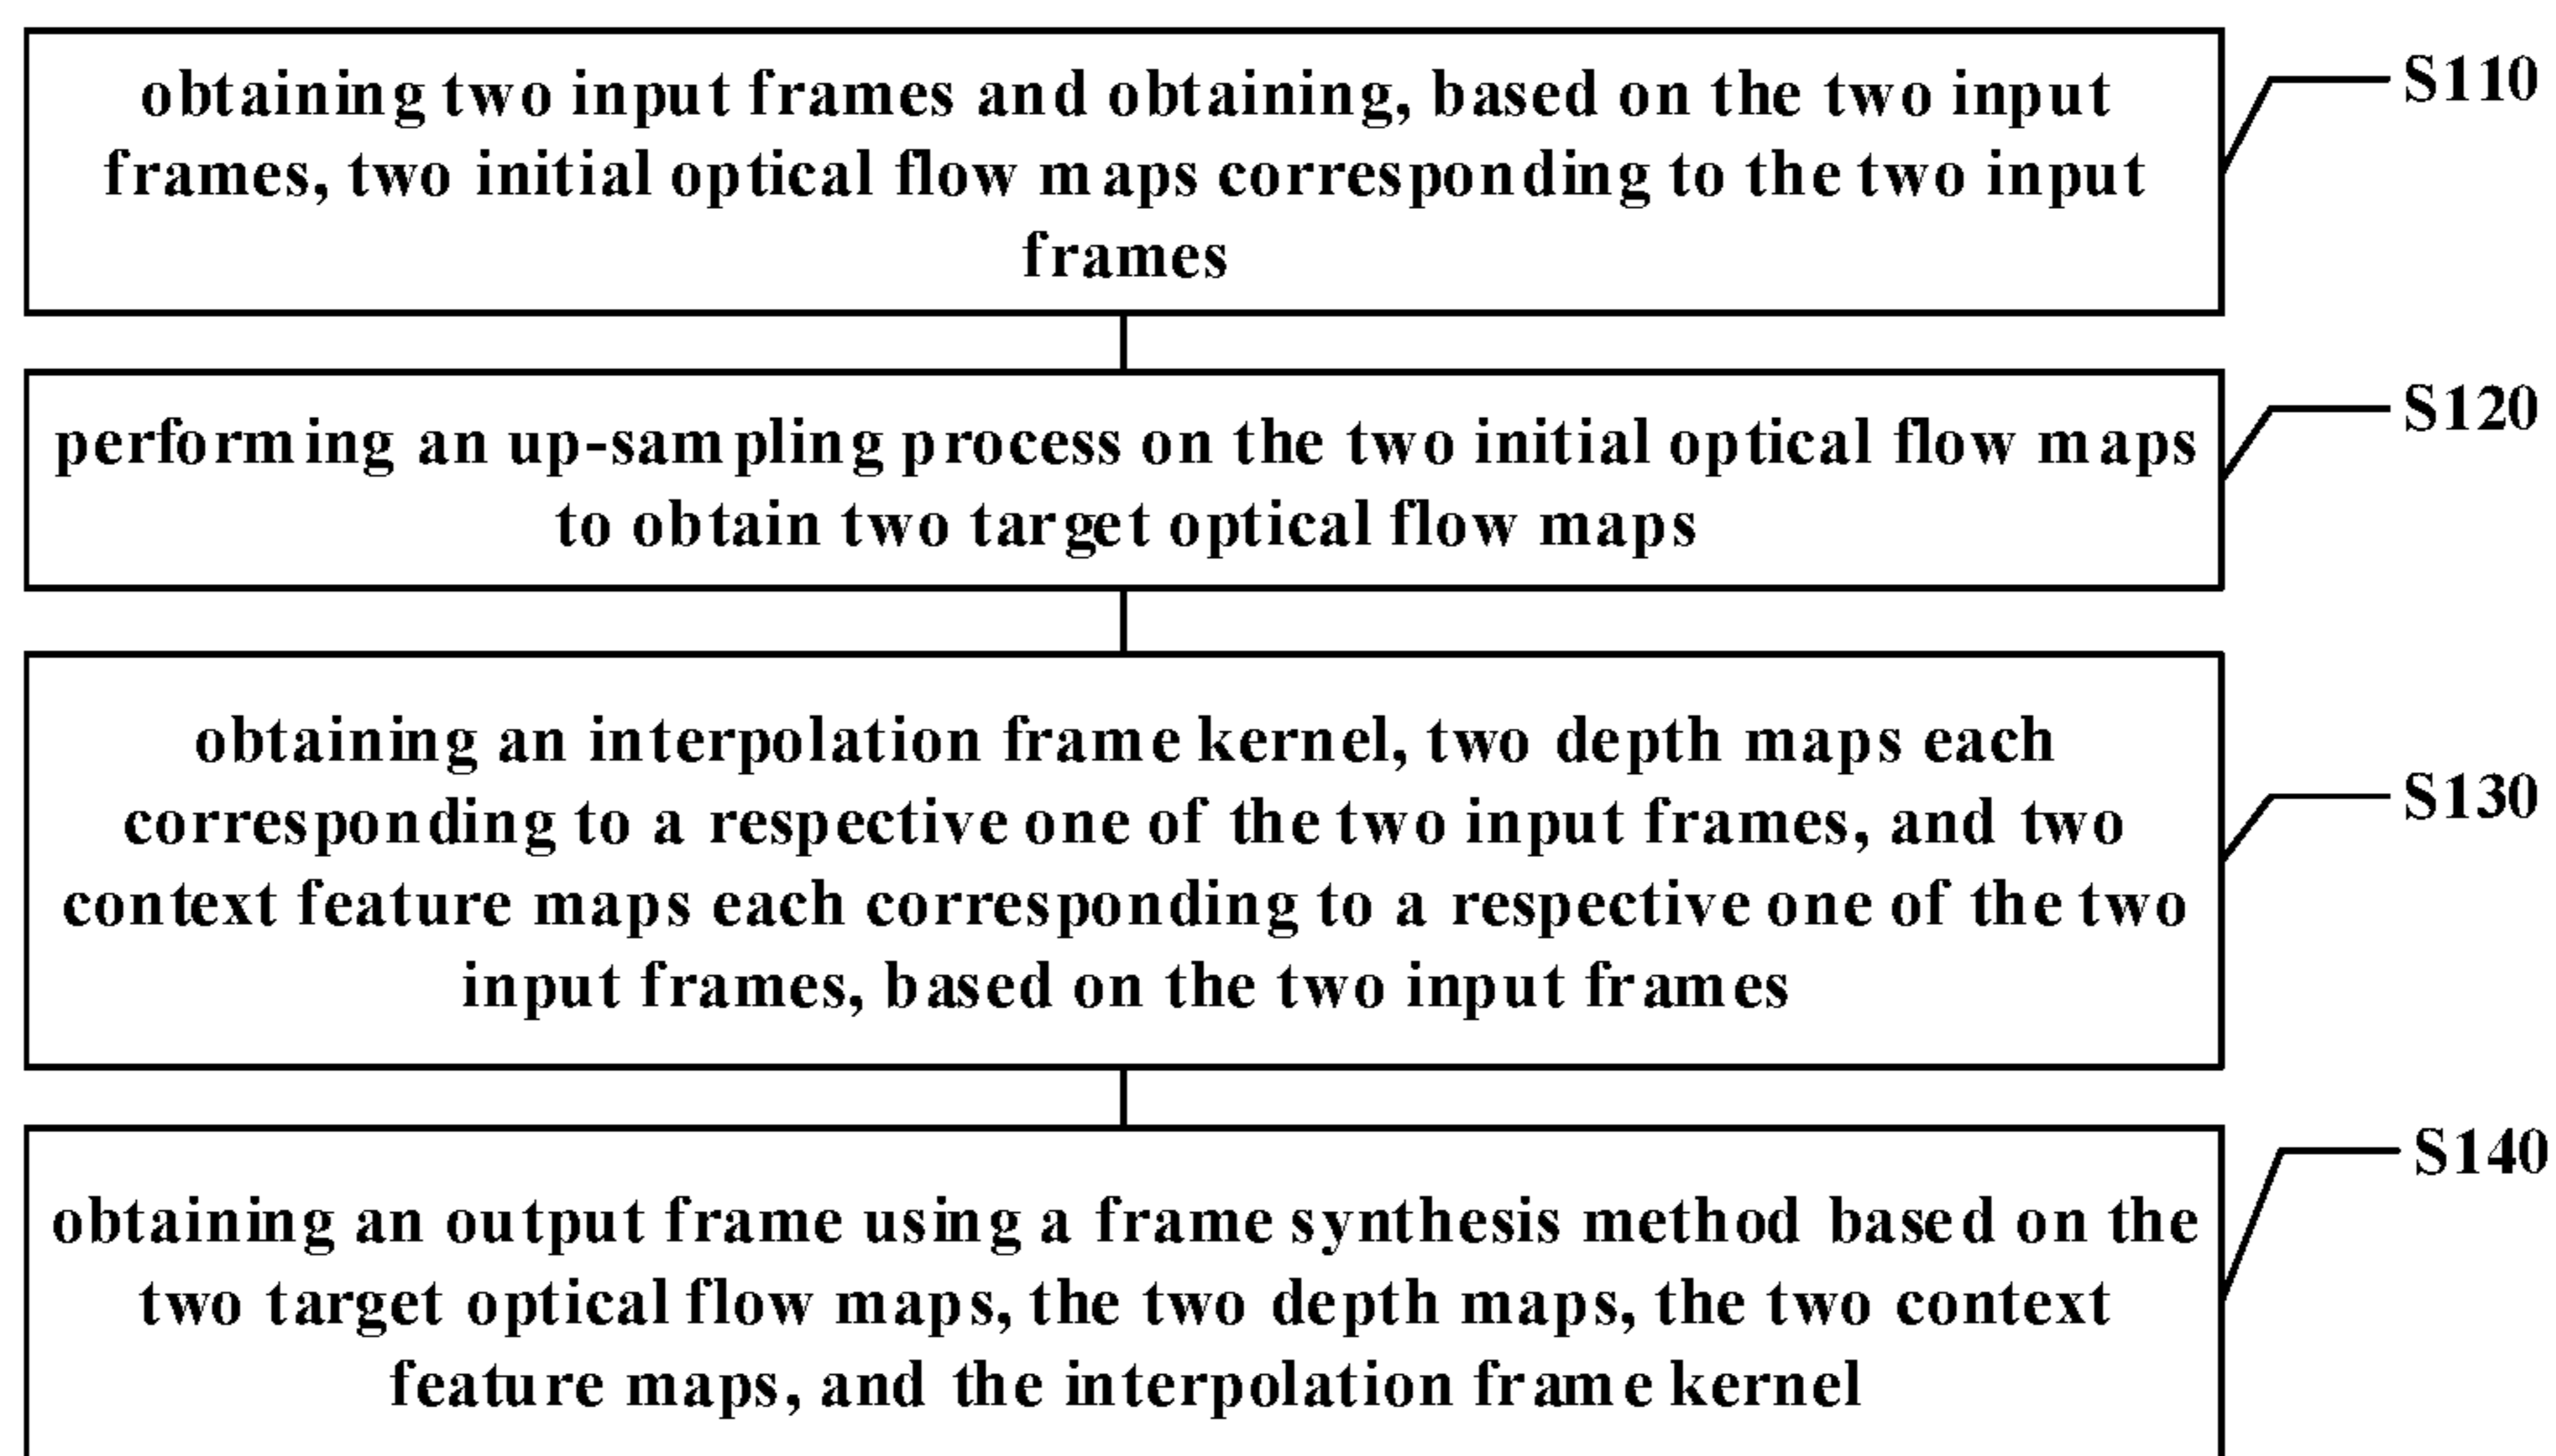 obtaining two input frames and obtaining, based on the two input
frames, two initial optical flow maps corresponding to the two input
frames
S110
performing an up-sampling process on the two initial optical flow maps
to obtain two target optical flow maps
S120
obtaining an interpolation frame kernel, two depth maps each
corresponding to a respective one of the two input frames, and two
context feature maps each corresponding to a respective one of the two
input frames, based on the two input frames
S130
obtaining an output frame using a frame synthesis method based on the
two target optical flow maps, the two depth maps, the two context
feature maps, and the interpolation frame kernel
S140